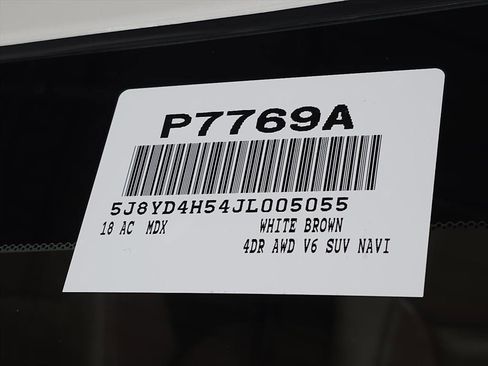 P7769A
5J8YD4H54JL005055
18 AC MDX WHITE BROWN
4DR AWD V6 SUV NAVI